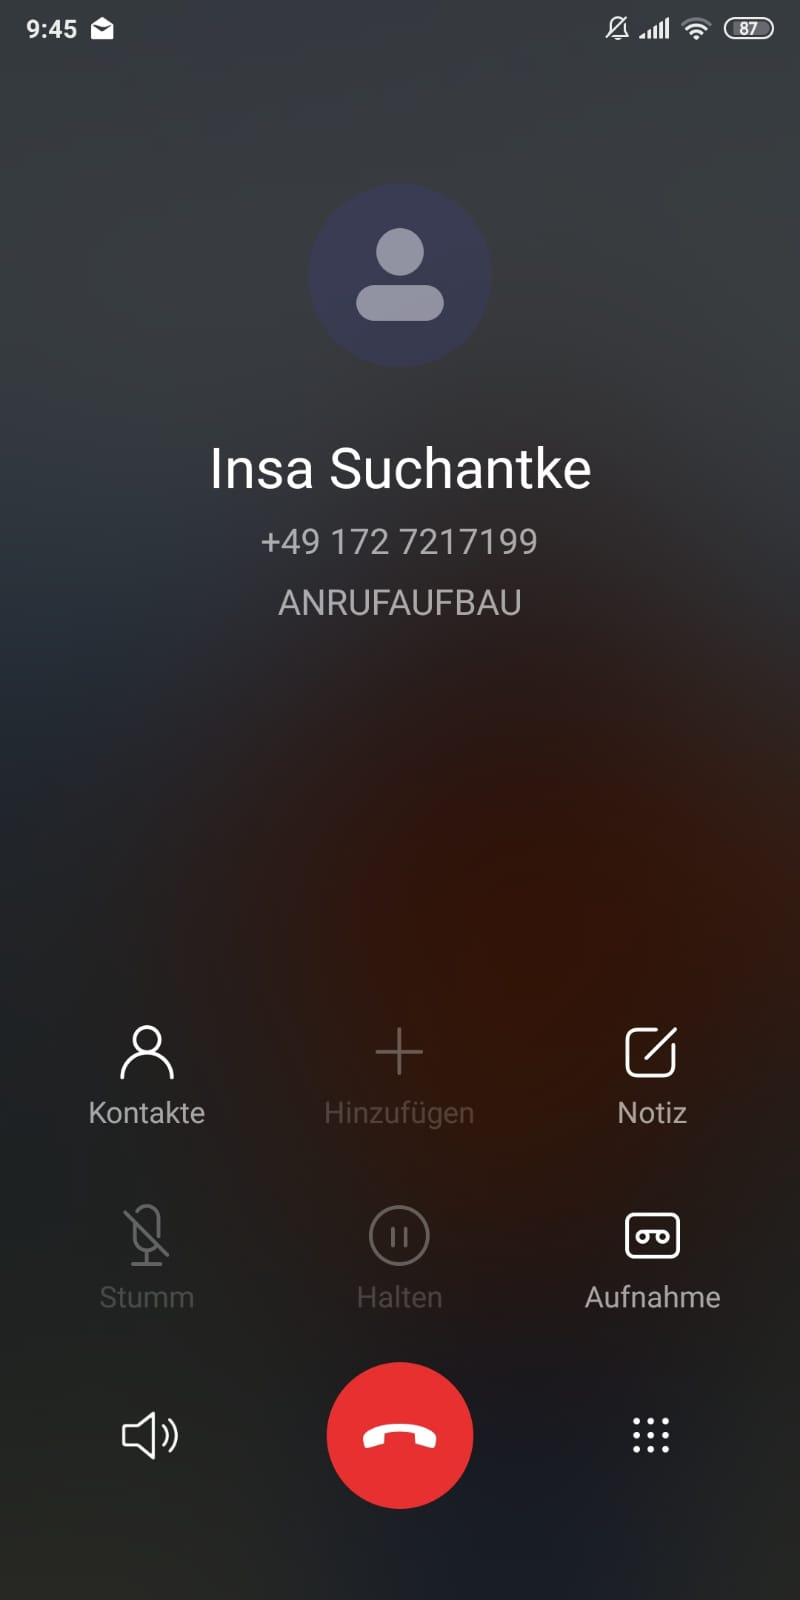 9:45
87
Insa Suchantke
+49 172 7217199
ANRUFAUFBAU
Kontakte Hinzufügen Notiz
Stumm Halten Aufnahme